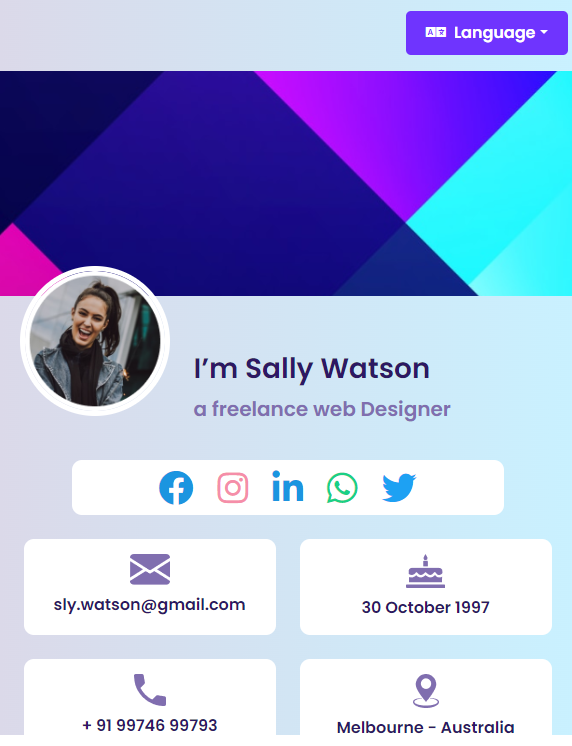 Language
I’m Sally Watson
a freelance web Designer
sly.watson@gmail.com
30 October 1997
+ 91 99746 99793
Melbourne - Australia